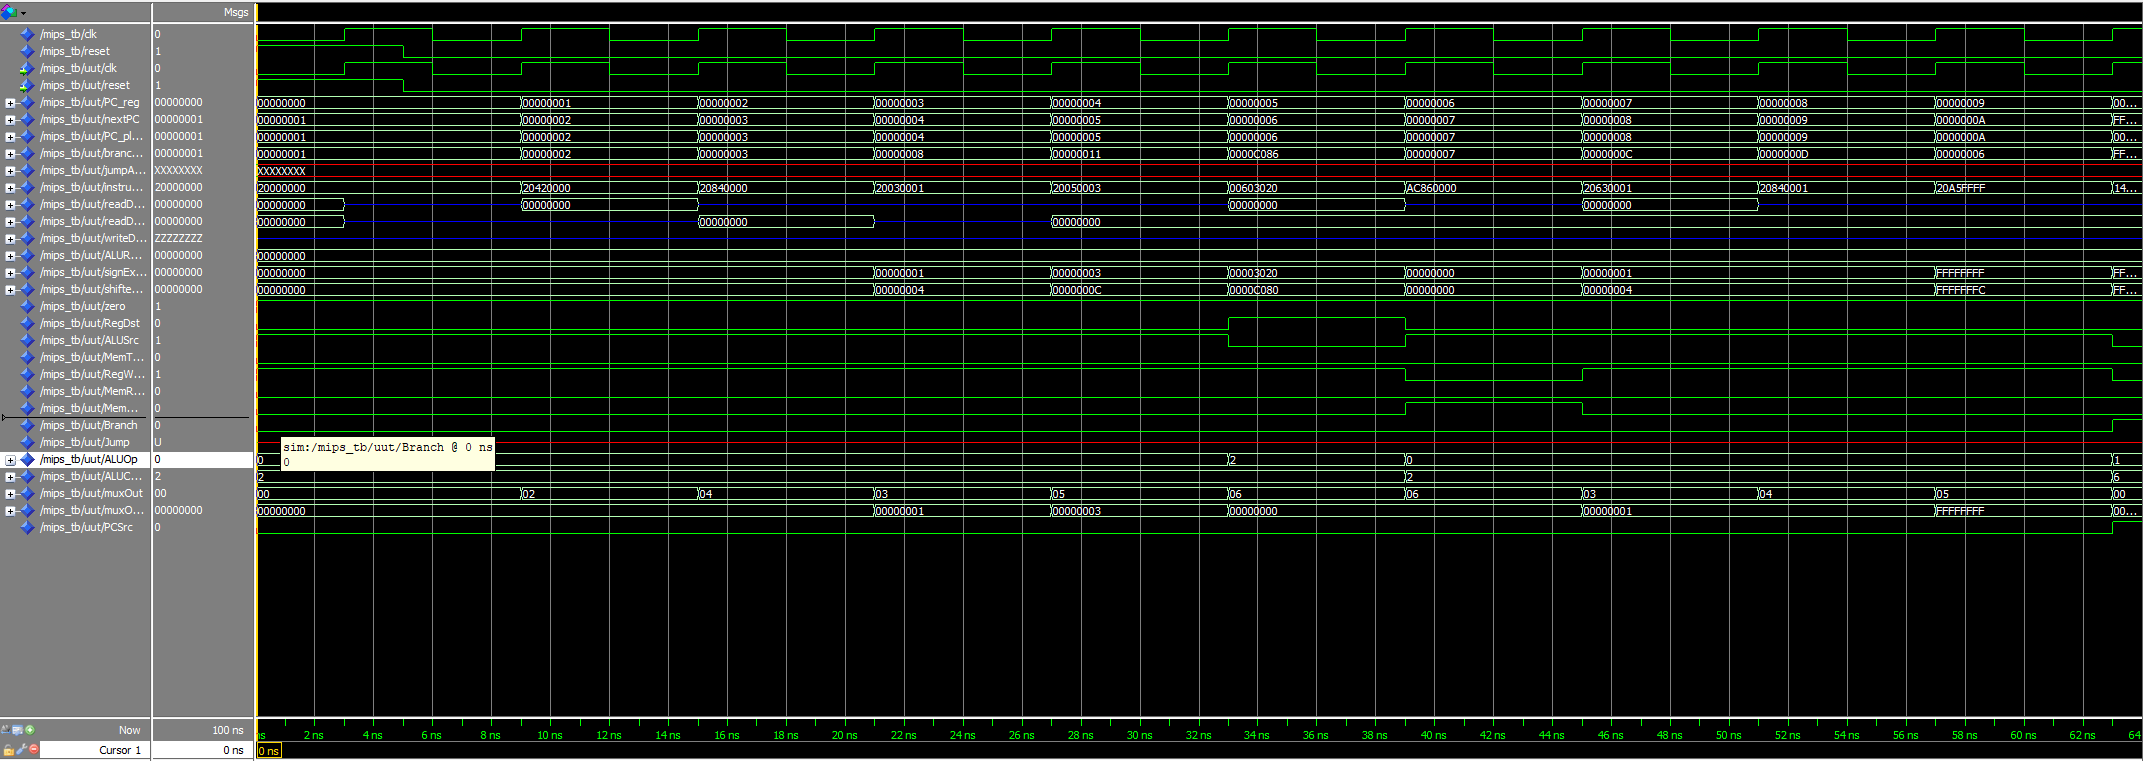 Msgs
/mips_tb/clk 0
/mips_tb/reset 1
/mips_tb/uut/clk 0
/mips_tb/uut/reset 1
/mips_tb/uut/PC_reg 00000000 00000000 00000001 00000002 00000003 00000004 00000005 00000006 00000007 00000008 00000009 00...
/mips_tb/uut/nextPC 00000001 00000001 00000002 00000003 00000004 00000005 00000006 00000007 00000008 00000009 0000000A FF...
/mips_tb/uut/PC_pl... 00000001 00000001 00000002 00000003 00000004 00000005 00000006 00000007 00000008 00000009 0000000A 00...
/mips_tb/uut/branc... 00000001 00000001 00000002 00000003 00000008 00000011 0000C086 00000007 0000000C 0000000D 00000006 FF...
/mips_tb/uut/jumpA... XXXXXXXX XXXXXXXX
/mips_tb/uut/instru... 20000000 20000000 20420000 20840000 20030001 20050003 00603020 AC860000 20630001 20840001 20A5FFFF 14...
/mips_tb/uut/readD... 00000000 00000000 00000000 00000000 00000000
/mips_tb/uut/readD... 00000000 00000000 00000000 00000000
/mips_tb/uut/writeD... ZZZZZZZZ
/mips_tb/uut/ALUR... 00000000 00000000
/mips_tb/uut/signEx... 00000000 00000000 00000001 00000003 00003020 00000000 00000001 FFFFFFFF FF...
/mips_tb/uut/shifte... 00000000 00000000 00000004 0000000C 0000C080 00000000 00000004 FFFFFFFC FF...
/mips_tb/uut/zero 1
/mips_tb/uut/RegDst 0
/mips_tb/uut/ALUSrc 1
/mips_tb/uut/MemT... 0
/mips_tb/uut/RegW... 1
/mips_tb/uut/MemR... 0
/mips_tb/uut/Mem... 0
/mips_tb/uut/Branch 0
/mips_tb/uut/Jump U
sim:/mips_tb/uut/Branch @ 0 ns
0
/mips_tb/uut/ALUOp 0 0 2 0 1
/mips_tb/uut/ALUC... 2 2 2 6
/mips_tb/uut/muxOut 00 00 02 04 03 05 06 06 03 04 05 00
/mips_tb/uut/muxO... 00000000 00000000 00000001 00000003 00000000 00000001 FFFFFFFF 00...
/mips_tb/uut/PCSrc 0
Now 100 ns ns 2 ns 4 ns 6 ns 8 ns 10 ns 12 ns 14 ns 16 ns 18 ns 20 ns 22 ns 24 ns 26 ns 28 ns 30 ns 32 ns 34 ns 36 ns 38 ns 40 ns 42 ns 44 ns 46 ns 48 ns 50 ns 52 ns 54 ns 56 ns 58 ns 60 ns 62 ns 64
Cursor 1 0 ns 0 ns